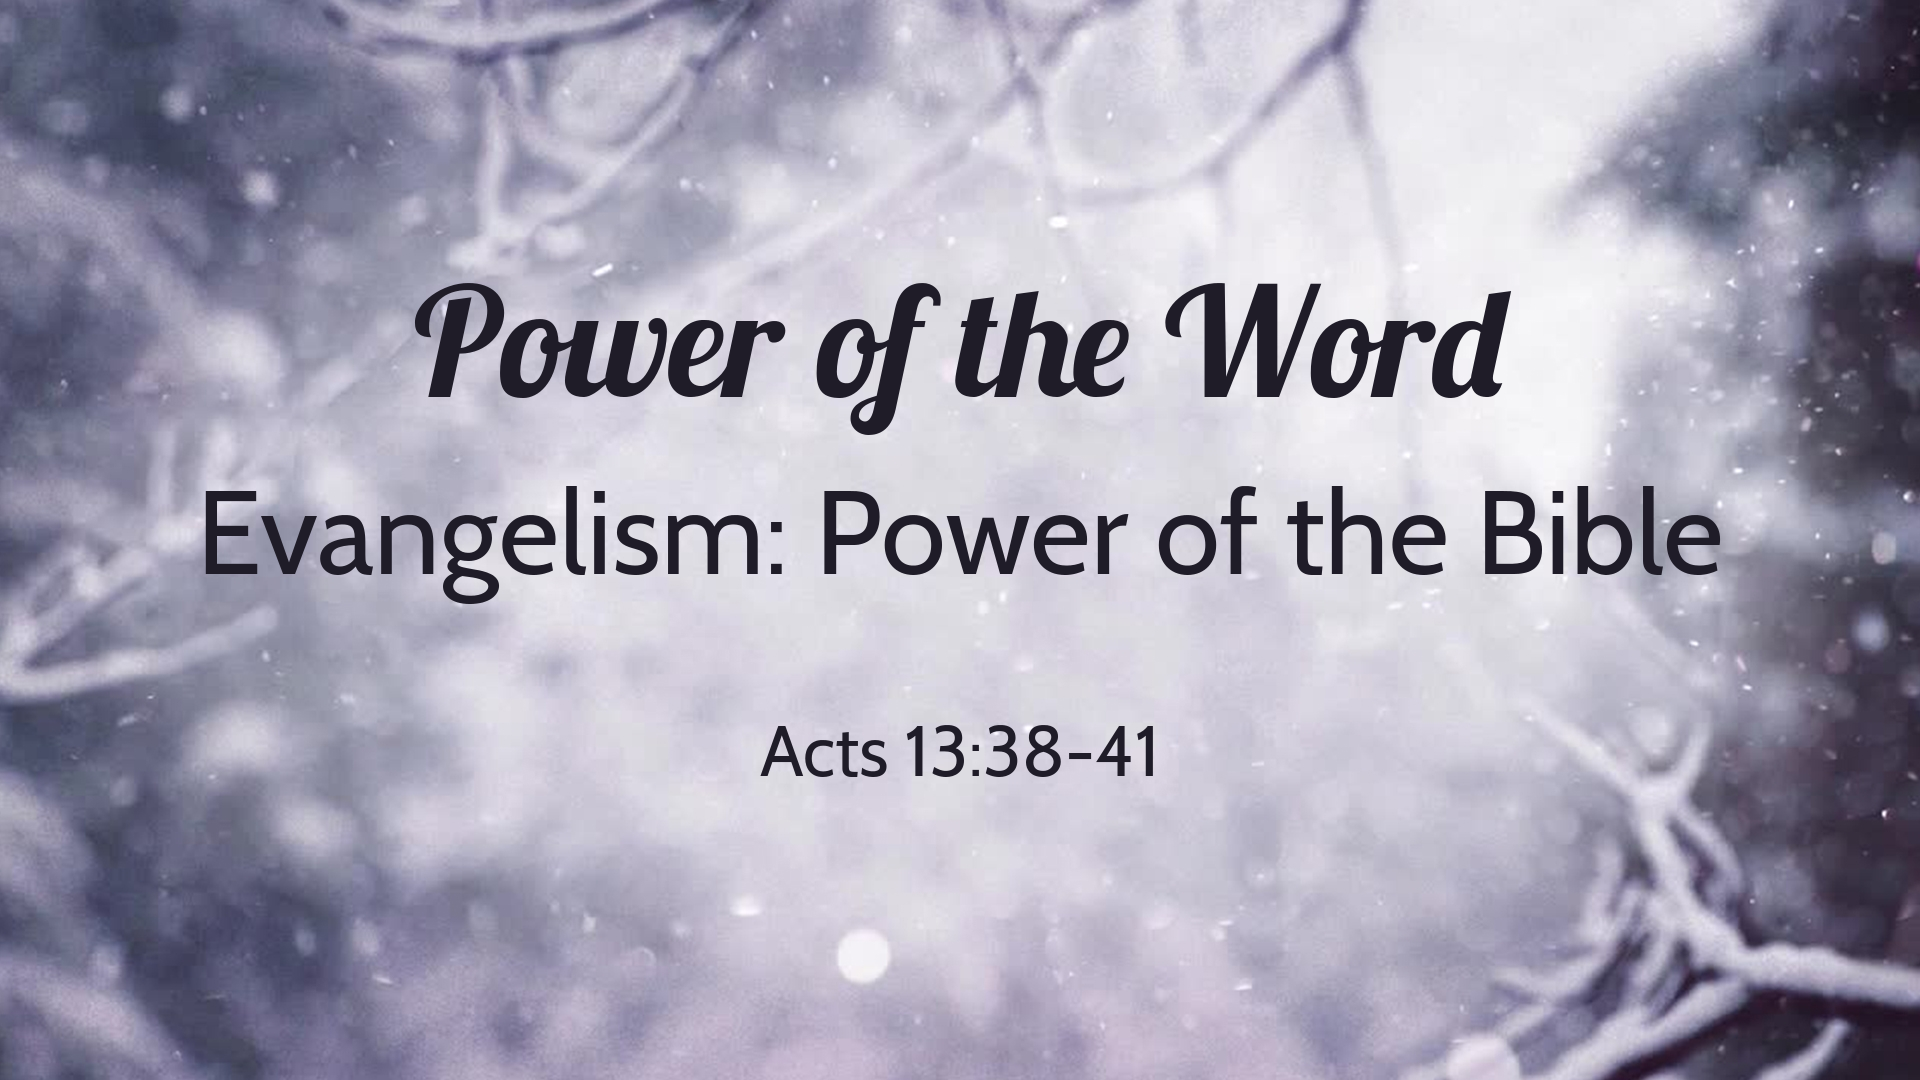 Power of the Word
Evangelism: Power of the Bible
Acts 13:38-41